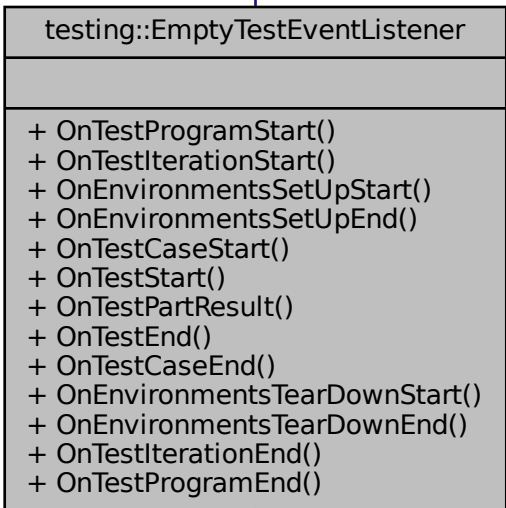 testing::EmptyTestEventListener
+ OnTestProgramStart()
+ OnTestIterationStart()
+ OnEnvironmentsSetUpStart()
+ OnEnvironmentsSetUpEnd()
+ OnTestCaseStart()
+ OnTestStart()
+ OnTestPartResult()
+ OnTestEnd()
+ OnTestCaseEnd()
+ OnEnvironmentsTearDownStart()
+ OnEnvironmentsTearDownEnd()
+ OnTestIterationEnd()
+ OnTestProgramEnd()